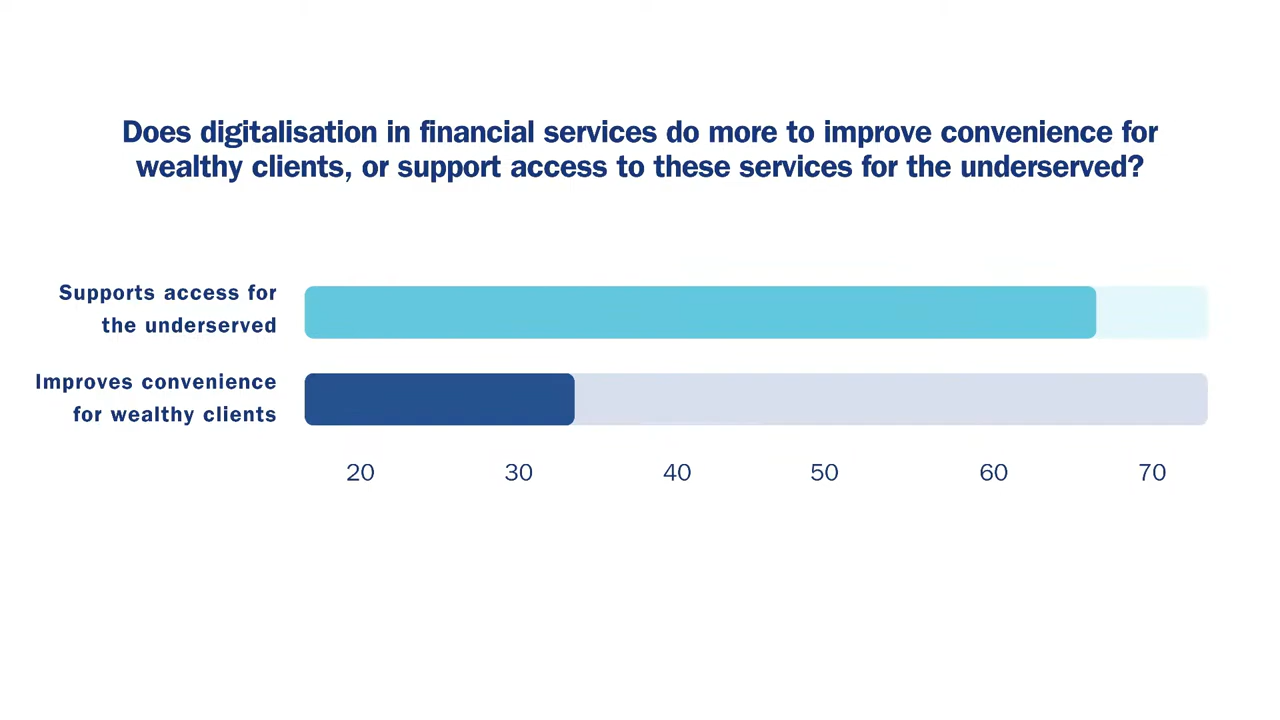 Does digitalisation in financial services do more to improve convenience for
wealthy clients, or support access to these services for the underserved?
Supports access for
the underserved
Improves convenience
for wealthy clients
20 30 40 50 60 70